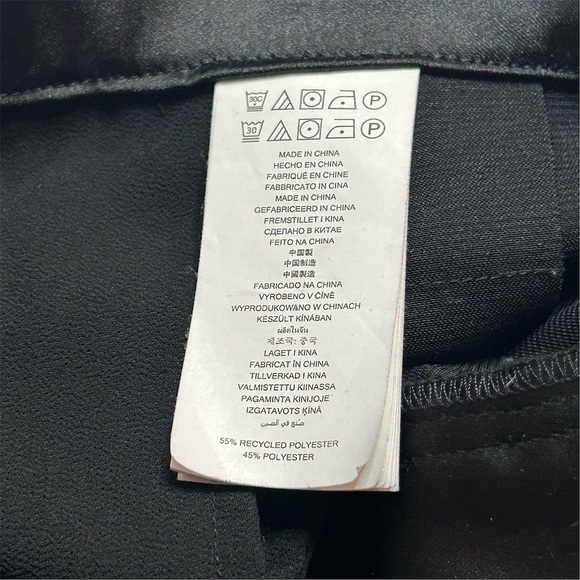 30C P
30 P
MADE IN CHINA
HECHO EN CHINA
FABRIQUÉ EN CHINE
FABBRICATO IN CINA
MADE IN CHINA
GEFABRICEERD IN CHINA
FREMSTILLET I KINA
СДЕЛАНО В КИТАЕ
FEITO NA CHINA
中国製
中国制造
中國製造
FABRICADO NA CHINA
VYROBENO V ČÍNĚ
WYPRODUKOWANO W CHINACH
KÉSZÜLT KÍNÁBAN
ผลิตในจีน
제조국: 중국
LAGET I KINA
FABRICAT ÎN CHINA
TILLVERKAD I KINA
VALMISTETTU KIINASSA
PAGAMINTA KINIJOJE
IZGATAVOTS ĶĪNĀ
صُنع في الصين
55% RECYCLED POLYESTER
45% POLYESTER